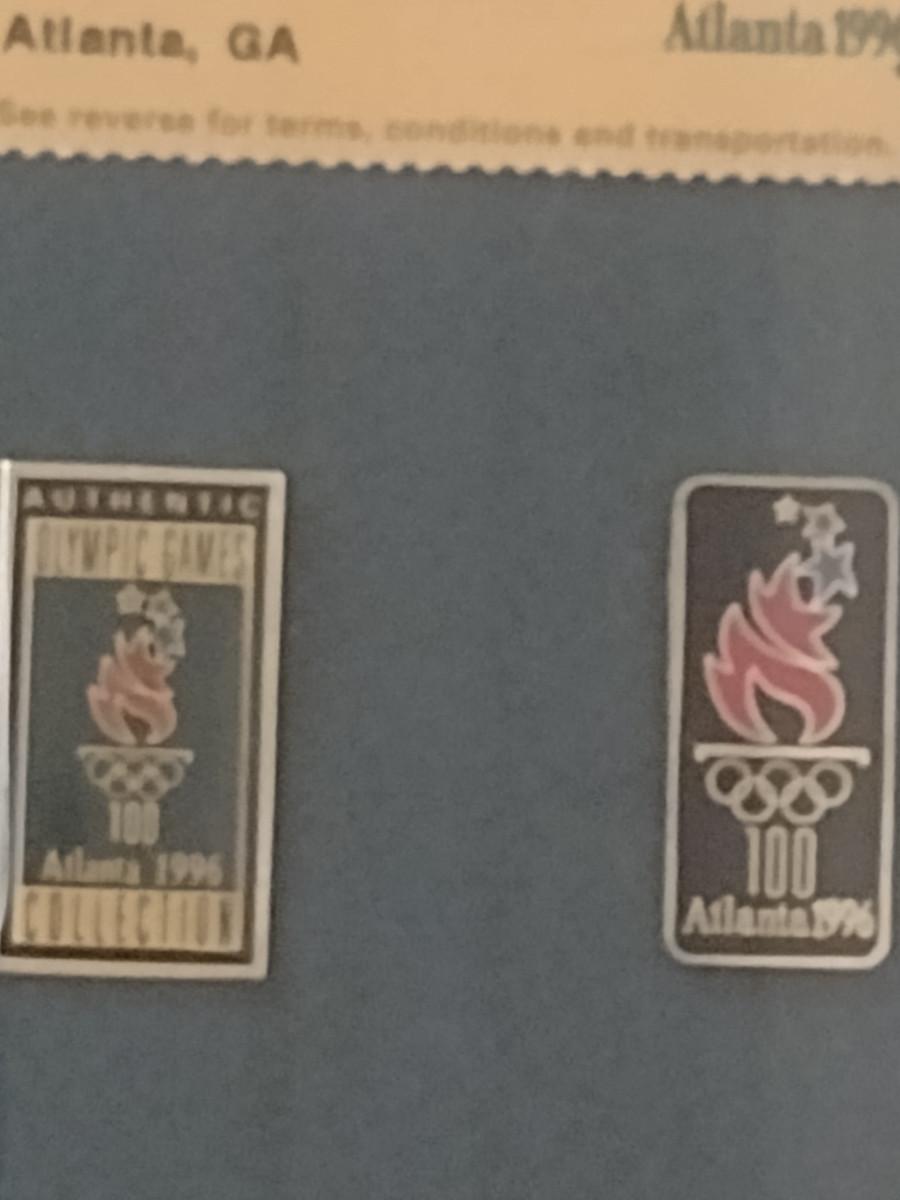 Atlanta, GA
Atlanta 1996
See reverse for terms, conditions and transportation.
AUTHENTIC
OLYMPIC GAMES
100
Atlanta 1996
COLLECTION
100
Atlanta 1996